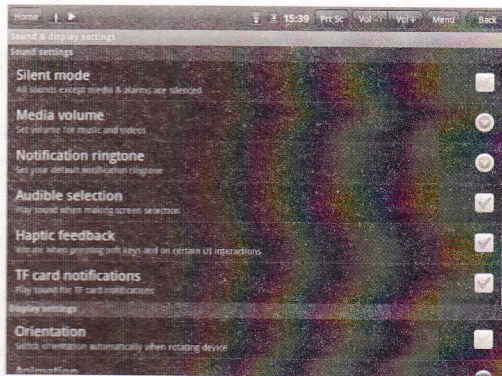 Home 15:39 Prt Sc Vol - Vol + Menu Back
Sound & display settings
Sound settings
Silent mode
All sounds except media & alarms are silenced
Media volume
Set volume for music and videos
Notification ringtone
Set your default notification ringtone
Audible selection
Play sound when making screen selection
Haptic feedback
Vibrate when pressing soft keys and on certain UI interactions
TF card notifications
Play sound for TF card notifications
Display settings
Orientation
Switch orientation automatically when rotating device
Animation